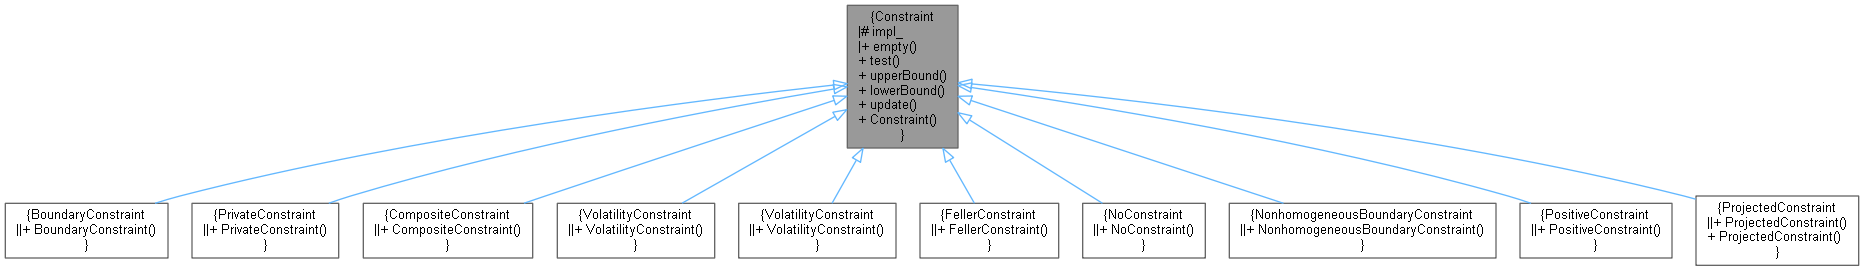 {Constraint
|# impl_
|+ empty()
+ test()
+ upperBound()
+ lowerBound()
+ update()
+ Constraint()
}
{BoundaryConstraint
||+ BoundaryConstraint()
}
{PrivateConstraint
||+ PrivateConstraint()
}
{CompositeConstraint
||+ CompositeConstraint()
}
{VolatilityConstraint
||+ VolatilityConstraint()
}
{VolatilityConstraint
||+ VolatilityConstraint()
}
{FellerConstraint
||+ FellerConstraint()
}
{NoConstraint
||+ NoConstraint()
}
{NonhomogeneousBoundaryConstraint
||+ NonhomogeneousBoundaryConstraint()
}
{PositiveConstraint
||+ PositiveConstraint()
}
{ProjectedConstraint
||+ ProjectedConstraint()
+ ProjectedConstraint()
}